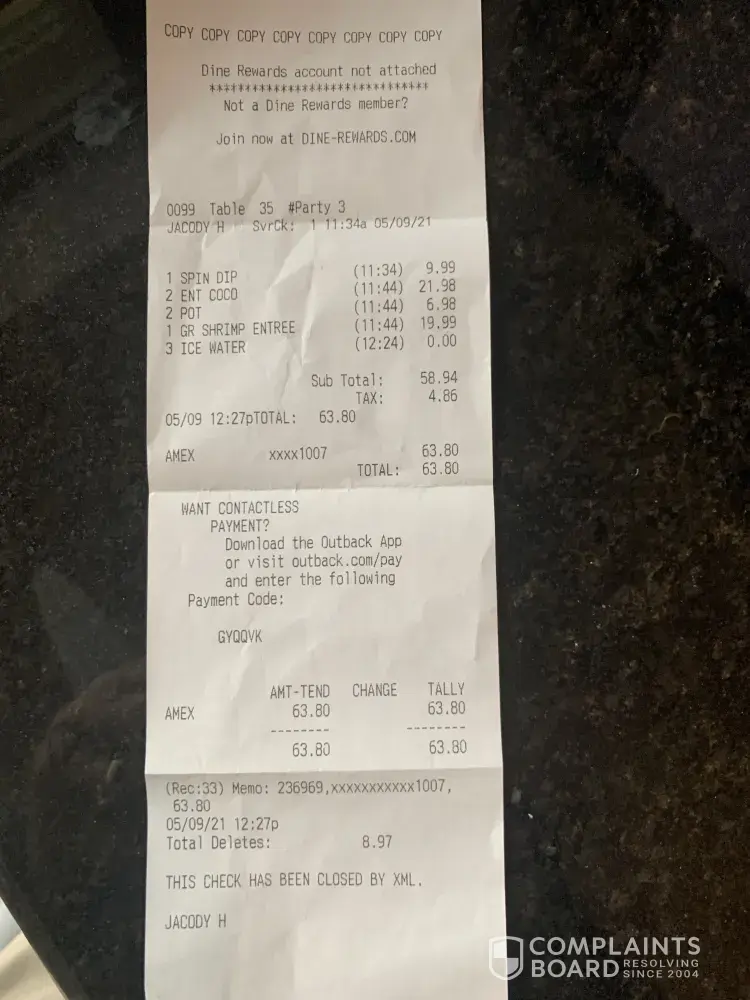 COPY COPY COPY COPY COPY COPY COPY COPY
Dine Rewards account not attached
******************************
Not a Dine Rewards member?
Join now at DINE-REWARDS.COM
0099 Table 35 #Party 3
JACODY H SvrCk: 1 11:34a 05/09/21
1 SPIN DIP (11:34) 9.99
2 ENT COCO (11:44) 21.98
2 POT (11:44) 6.98
1 GR SHRIMP ENTREE (11:44) 19.99
3 ICE WATER (12:24) 0.00
Sub Total: 58.94
TAX: 4.86
05/09 12:27pTOTAL: 63.80
AMEX xxxx1007 63.80
TOTAL: 63.80
WANT CONTACTLESS
PAYMENT?
Download the Outback App
or visit outback.com/pay
and enter the following
Payment Code:
GYQQVK
AMT-TEND CHANGE TALLY
AMEX 63.80 63.80
-------- --------
63.80 63.80
(Rec:33) Memo: 236969,xxxxxxxxxxx1007,
63.80
05/09/21 12:27p
Total Deletes: 8.97
THIS CHECK HAS BEEN CLOSED BY XML.
JACODY H
COMPLAINTS
BOARD RESOLVING
SINCE 2004